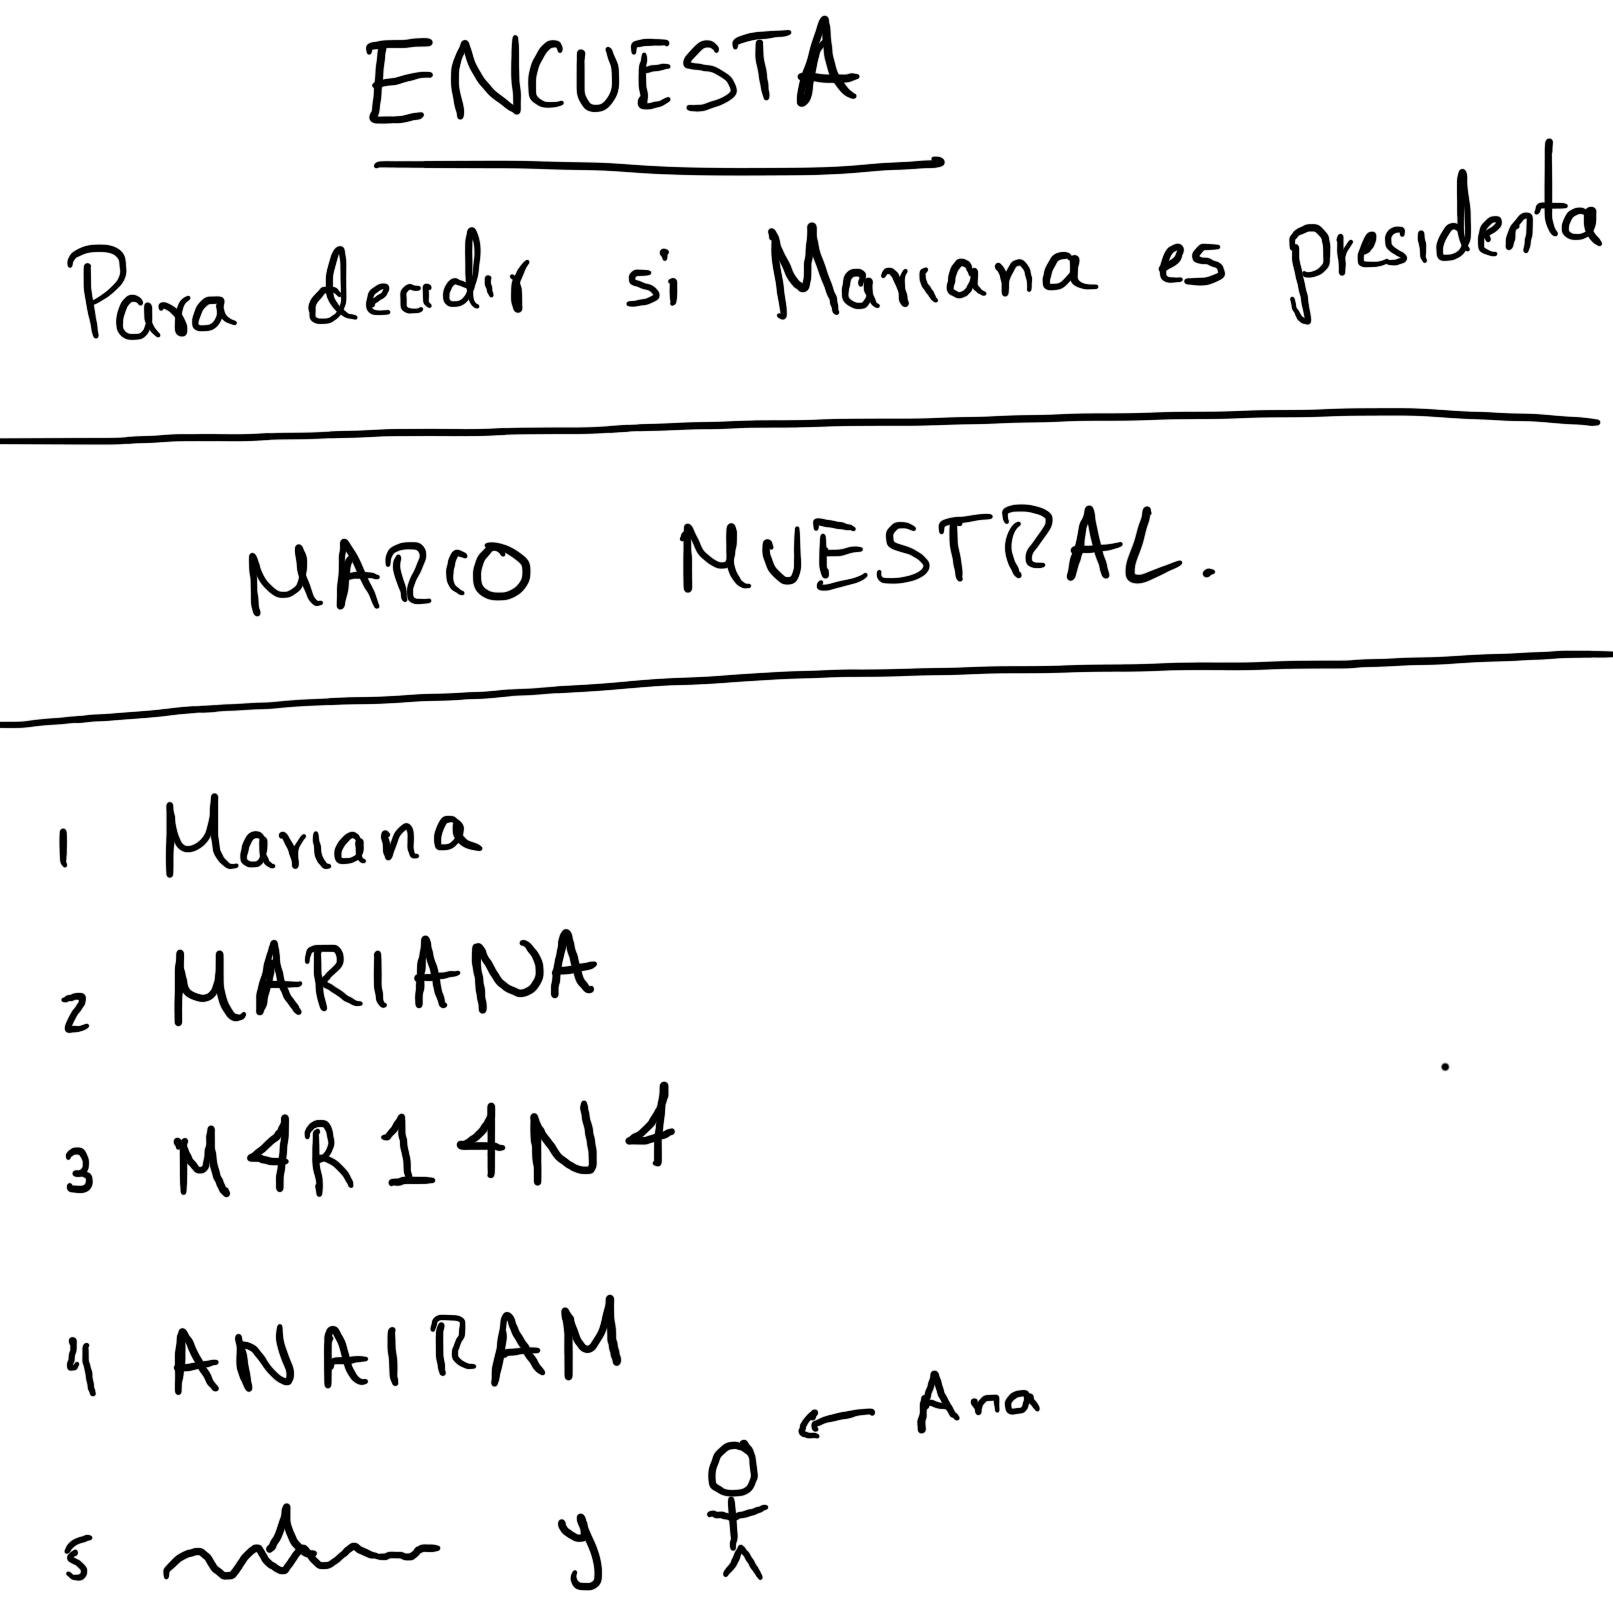 ENCUESTA
Para decidir si Mariana es presidenta
MARCO MUESTRAL.
1 Mariana
2 MARIANA
3 M4R14N4
4 ANAIRAM
5 y ← Ana